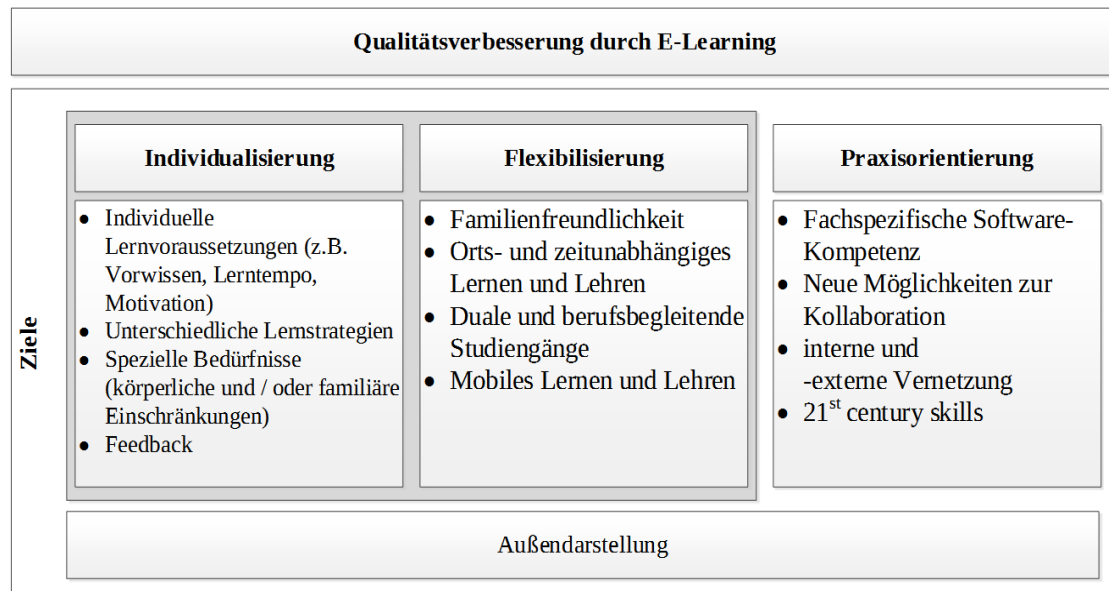 Qualitätsverbesserung durch E-Learning
Ziele
Individualisierung
● Individuelle
Lernvoraussetzungen (z.B.
Vorwissen, Lerntempo,
Motivation)
● Unterschiedliche Lernstrategien
● Spezielle Bedürfnisse
(körperliche und / oder familiäre
Einschränkungen)
● Feedback
Flexibilisierung
● Familienfreundlichkeit
● Orts- und zeitunabhängiges
Lernen und Lehren
● Duale und berufsbegleitende
Studiengänge
● Mobiles Lernen und Lehren
Praxisorientierung
● Fachspezifische Software-
Kompetenz
● Neue Möglichkeiten zur
Kollaboration
● interne und
-externe Vernetzung
● 21st century skills
Außendarstellung